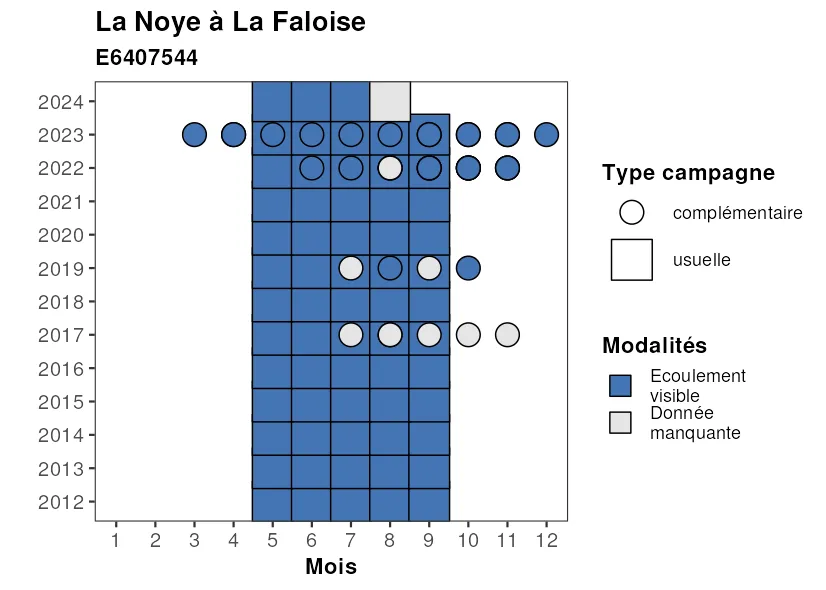 La Noye à La Faloise
E6407544
2024
2023
2022
2021
2020
2019
2018
2017
2016
2015
2014
2013
2012
1 2 3 4 5 6 7 8 9 10 11 12
Mois
Type campagne
complémentaire
usuelle
Modalités
Ecoulement
visible
Donnée
manquante